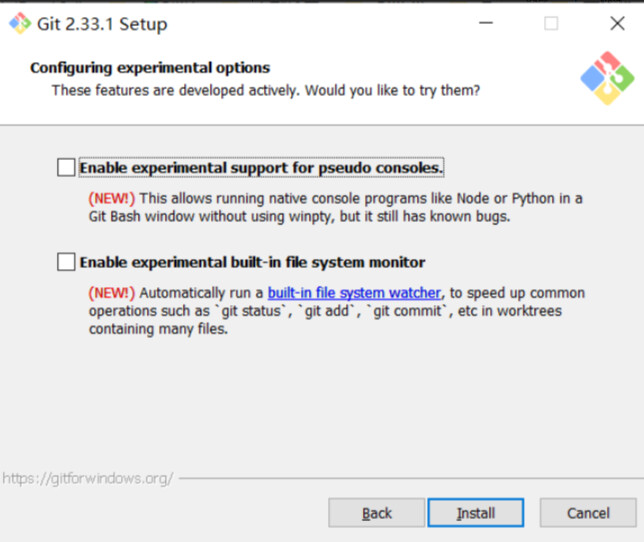 Git 2.33.1 Setup
Configuring experimental options
These features are developed actively. Would you like to try them?
Enable experimental support for pseudo consoles.
(NEW!) This allows running native console programs like Node or Python in a
Git Bash window without using winpty, but it still has known bugs.
Enable experimental built-in file system monitor
(NEW!) Automatically run a built-in file system watcher, to speed up common
operations such as `git status`, `git add`, `git commit`, etc in worktrees
containing many files.
https://gitforwindows.org/
Back Install Cancel